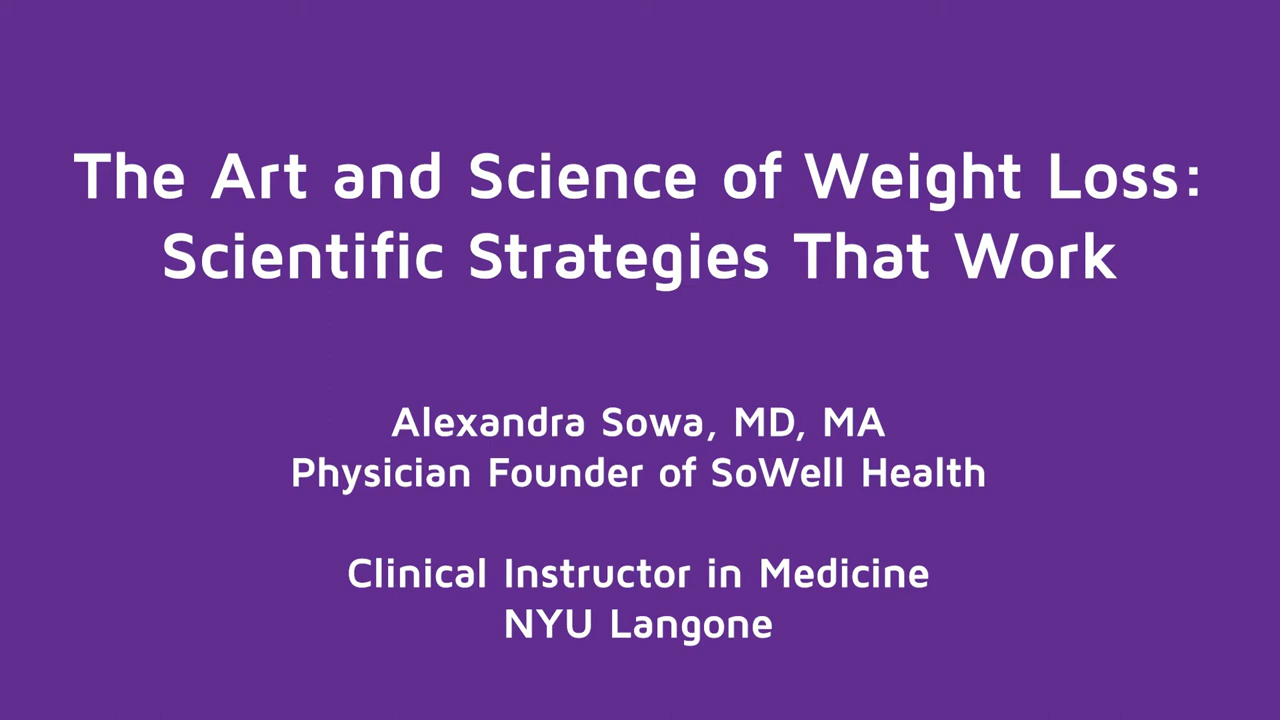 The Art and Science of Weight Loss:
Scientific Strategies That Work
Alexandra Sowa, MD, MA
Physician Founder of SoWell Health
Clinical Instructor in Medicine
NYU Langone